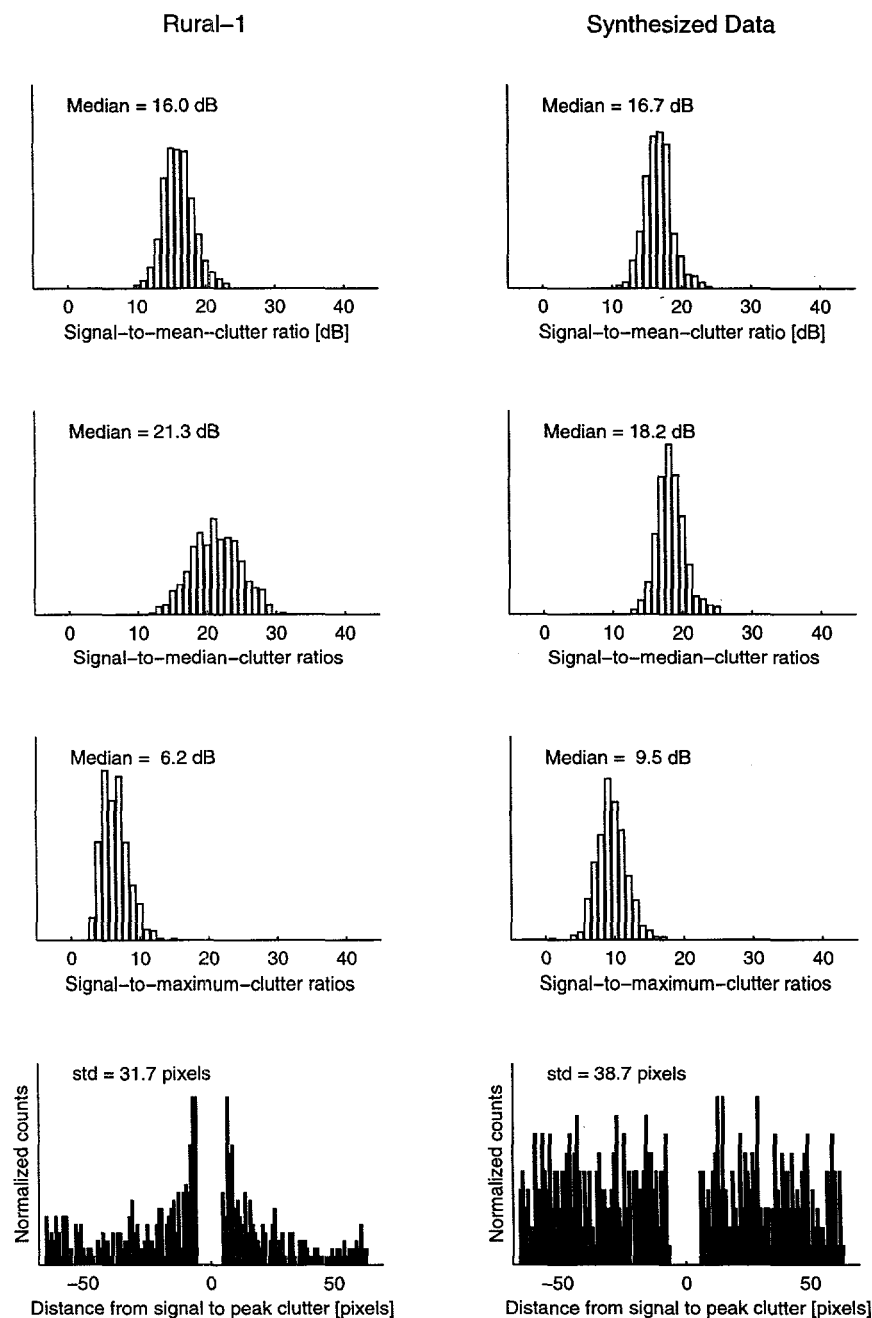 Rural–1
Synthesized Data
Median = 16.0 dB
Median = 16.7 dB
0 10 20 30 40
0 10 20 30 40
Signal–to–mean–clutter ratio [dB]
Signal–to–mean–clutter ratio [dB]
Median = 21.3 dB
Median = 18.2 dB
0 10 20 30 40
0 10 20 30 40
Signal–to–median–clutter ratios
Signal–to–median–clutter ratios
Median = 6.2 dB
Median = 9.5 dB
0 10 20 30 40
0 10 20 30 40
Signal–to–maximum–clutter ratios
Signal–to–maximum–clutter ratios
Normalized counts
std = 31.7 pixels
Normalized counts
std = 38.7 pixels
–50 0 50
–50 0 50
Distance from signal to peak clutter [pixels]
Distance from signal to peak clutter [pixels]